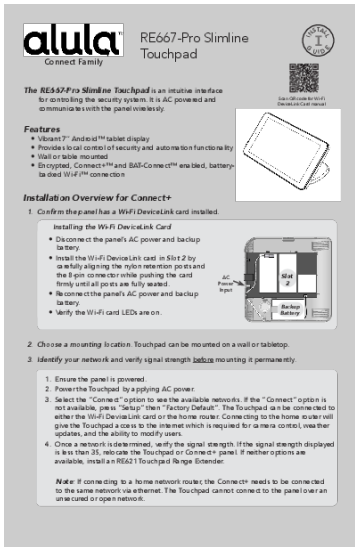 alula™
Connect Family
RE667-Pro Slimline
Touchpad
INSTALL
GUIDE
Scan QR code for Wi-Fi
DeviceLink Card manual
The RE667-Pro Slimline Touchpad is an intuitive interface
for controlling the security system. It is AC powered and
communicates with the panel wirelessly.
Features
• Vibrant 7” Android™ tablet display
• Provides local control of security and automation functionality
• Wall or table mounted
• Encrypted, Connect+™ and BAT-Connect™ enabled, battery-
backed Wi-Fi™ connection
Installation Overview for Connect+
1. Confirm the panel has a Wi-Fi DeviceLink card installed.
Installing the Wi-Fi DeviceLink Card
• Disconnect the panel's AC power and backup
battery.
• Install the Wi-Fi DeviceLink card in Slot 2 by
carefully aligning the nylon retention posts and
the 8-pin connector while pushing the card
firmly until all posts are fully seated.
• Reconnect the panel's AC power and backup
battery.
• Verify the Wi-Fi card LEDs are on.
AC
Power
Input
Slot
2
Backup
Battery
2. Choose a mounting location. Touchpad can be mounted on a wall or tabletop.
3. Identify your network and verify signal strength before mounting it permanently.
1. Ensure the panel is powered.
2. Power the Touchpad by applying AC power.
3. Select the “Connect” option to see the available networks. If the “Connect” option is
not available, press “Setup” then “Factory Default”. The Touchpad can be connected to
either the Wi-Fi DeviceLink card or the home router. Connecting to the home router will
give the Touchpad access to the internet which is required for camera control, weather
updates, and the ability to modify users.
4. Once a network is determined, verify the signal strength. If the signal strength displayed
is less than 35, relocate the Touchpad or Connect+ panel. If neither options are
available, install an RE621 Touchpad Range Extender.
Note: If connecting to a home network router, the Connect+ needs to be connected
to the same network via ethernet. The Touchpad cannot connect to the panel over an
unsecured or open network.